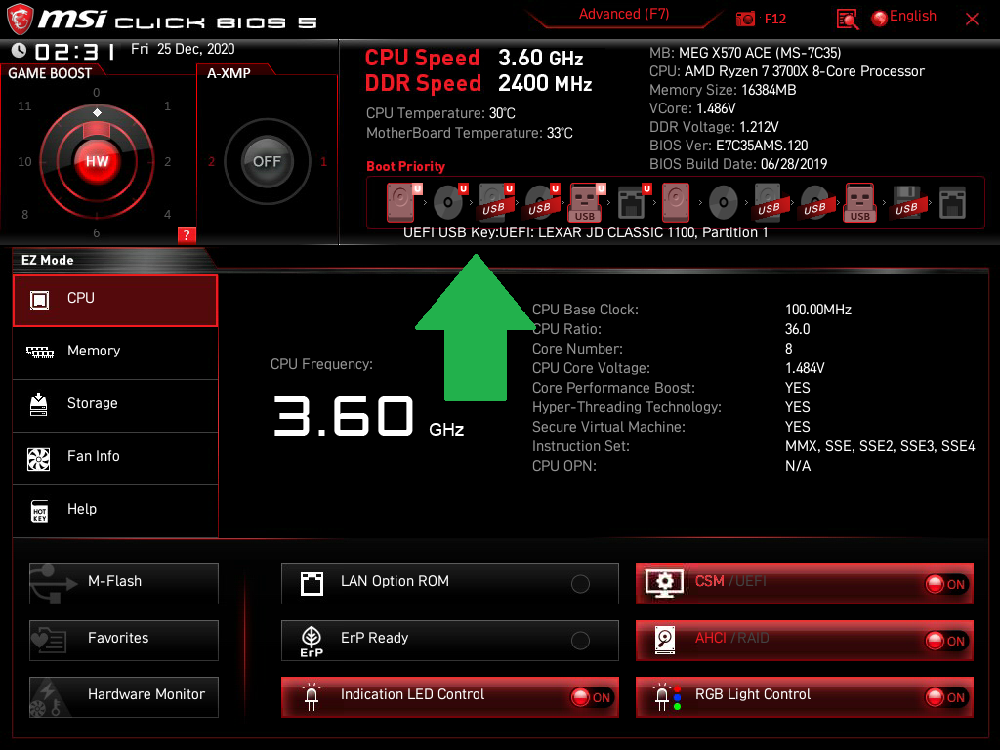 msi CLICK BIOS 5
Advanced (F7)
: F12
English
02:31 Fri 25 Dec, 2020
GAME BOOST
0
1
2
4
6
8
10
11
HW
?
A-XMP
2
OFF
1
CPU Speed 3.60 GHz
DDR Speed 2400 MHz
CPU Temperature: 30°C
MotherBoard Temperature: 33°C
MB: MEG X570 ACE (MS-7C35)
CPU: AMD Ryzen 7 3700X 8-Core Processor
Memory Size: 16384MB
VCore: 1.486V
DDR Voltage: 1.212V
BIOS Ver: E7C35AMS.120
BIOS Build Date: 06/28/2019
Boot Priority
U U U U U U
USB USB USB USB USB USB USB
UEFI USB Key:UEFI: LEXAR JD CLASSIC 1100, Partition 1
EZ Mode
CPU
Memory
Storage
Fan Info
HOT KEY Help
CPU Frequency:
3.60 GHz
CPU Base Clock: 100.00MHz
CPU Ratio: 36.0
Core Number: 8
CPU Core Voltage: 1.484V
Core Performance Boost: YES
Hyper-Threading Technology: YES
Secure Virtual Machine: YES
Instruction Set: MMX, SSE, SSE2, SSE3, SSE4
CPU OPN: N/A
M-Flash
Favorites
Hardware Monitor
LAN Option ROM
ErP ErP Ready
Indication LED Control ON
CSM /UEFI ON
AHCI /RAID ON
RGB Light Control ON